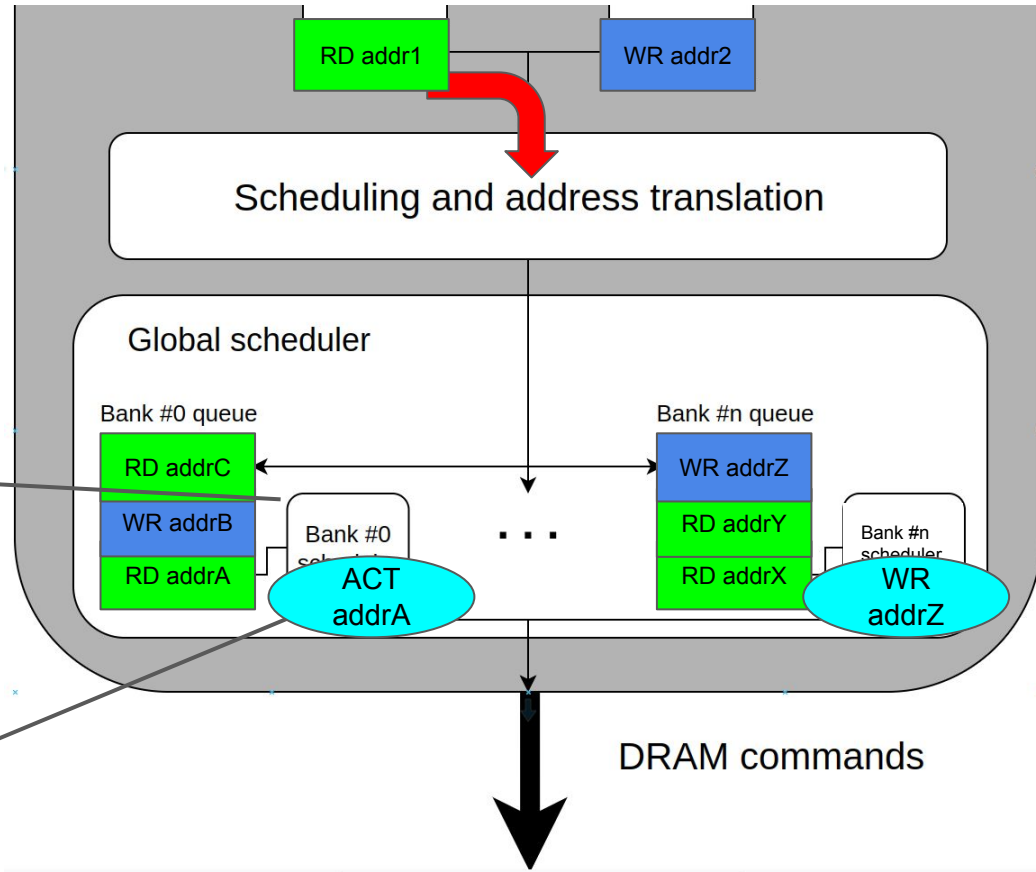 RD addr1
WR addr2
Scheduling and address translation
Global scheduler
Bank #0 queue
Bank #n queue
RD addrC
WR addrZ
WR addrB
RD addrY
RD addrA
RD addrX
Bank #0
. . .
Bank #n
scheduler
ACT
addrA
WR
addrZ
DRAM commands